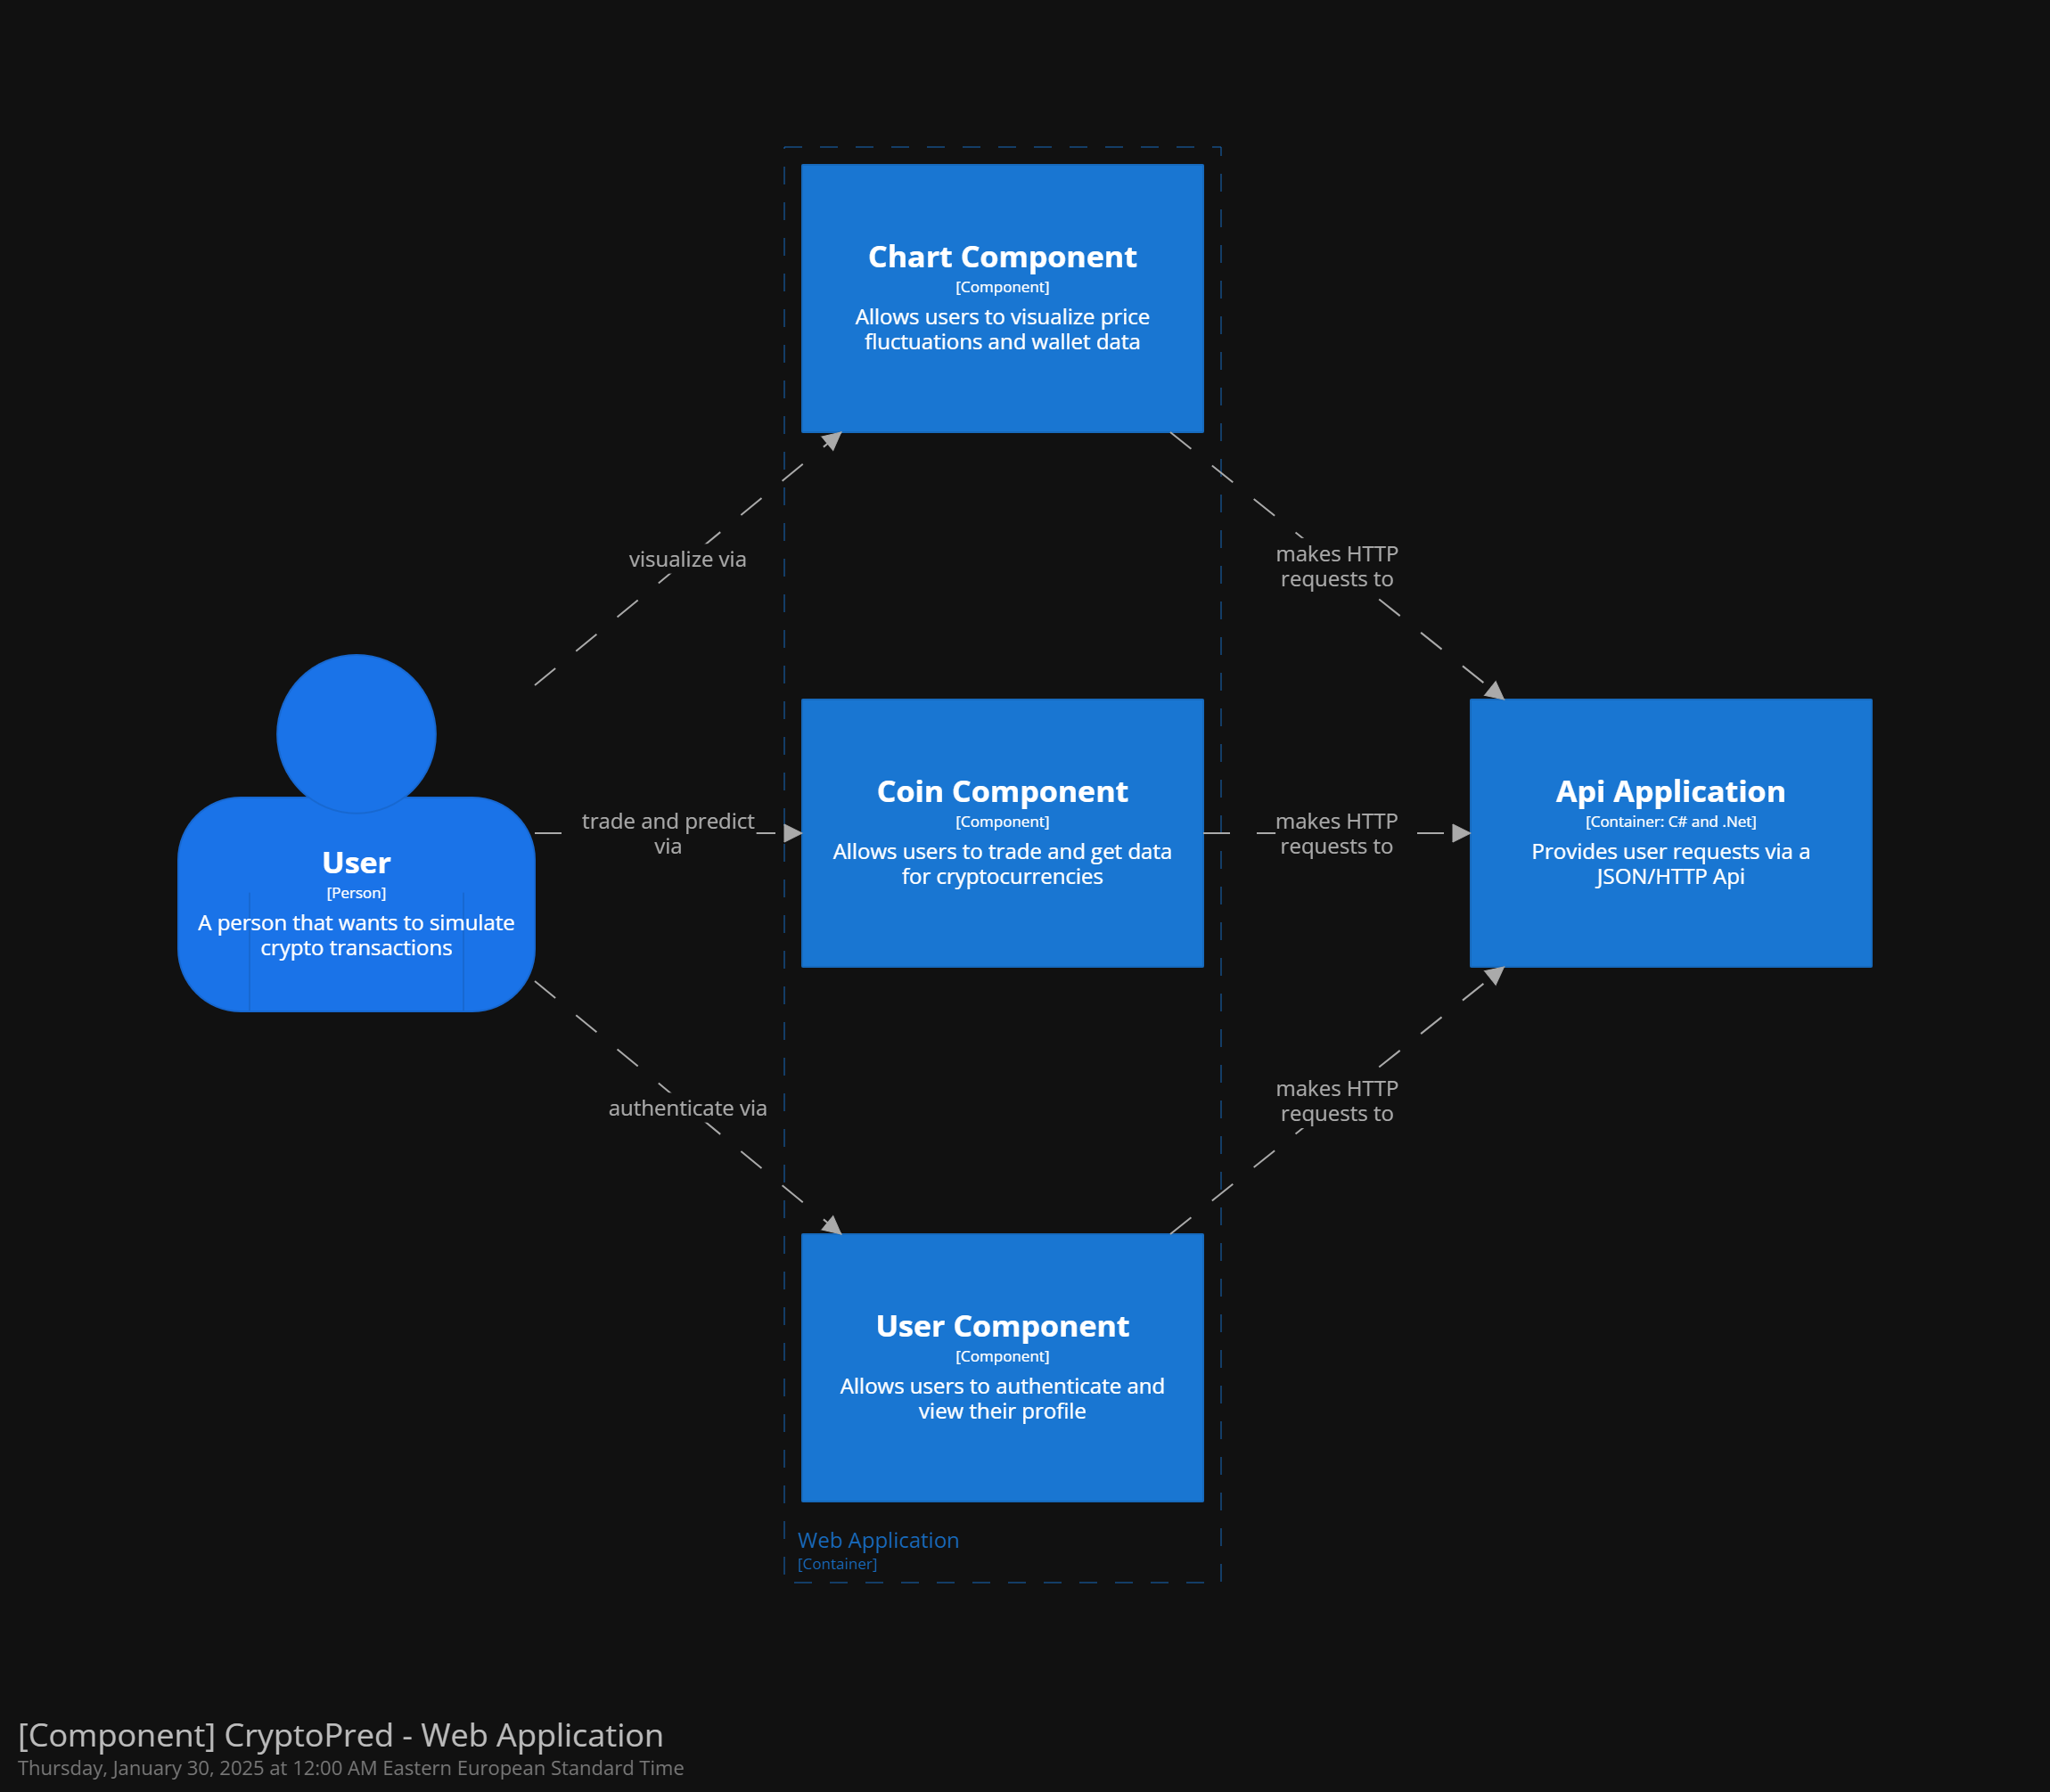 Chart Component
[Component]
Allows users to visualize price
fluctuations and wallet data
visualize via
makes HTTP
requests to
User
[Person]
A person that wants to simulate
crypto transactions
trade and predict
via
Coin Component
[Component]
Allows users to trade and get data
for cryptocurrencies
makes HTTP
requests to
Api Application
[Container: C# and .Net]
Provides user requests via a
JSON/HTTP Api
authenticate via
makes HTTP
requests to
User Component
[Component]
Allows users to authenticate and
view their profile
Web Application
[Container]
[Component] CryptoPred - Web Application
Thursday, January 30, 2025 at 12:00 AM Eastern European Standard Time